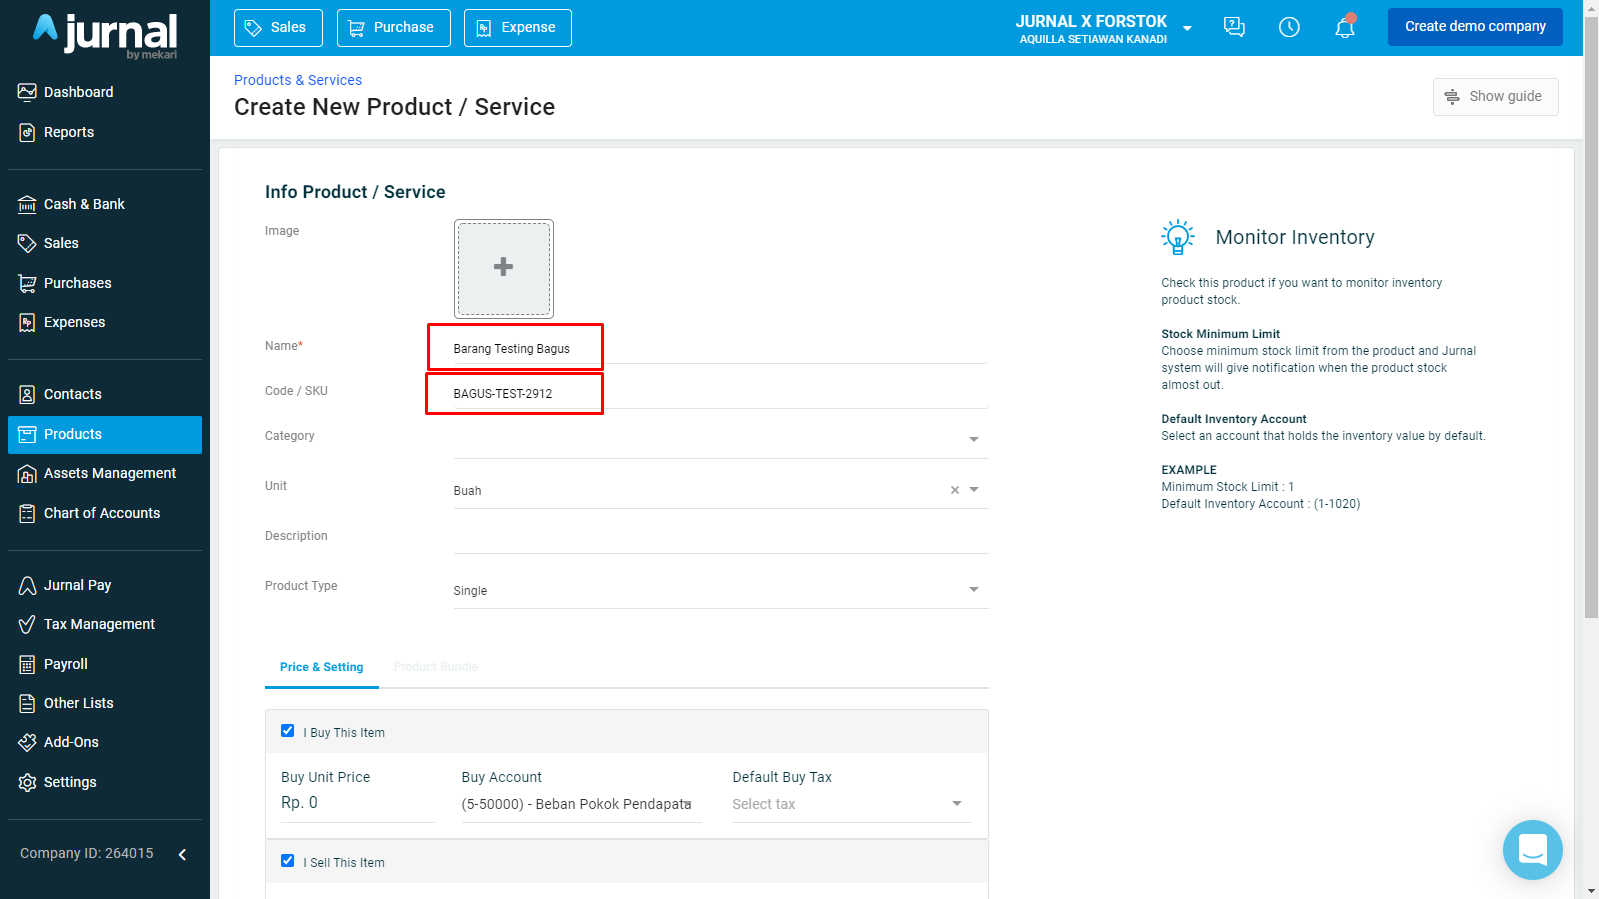 jurnal
by mekari
Dashboard
Reports
Cash & Bank
Sales
Purchases
Expenses
Contacts
Products
Assets Management
Chart of Accounts
Jurnal Pay
Tax Management
Payroll
Other Lists
Add-Ons
Settings
Company ID: 264015
Sales
Purchase
Expense
JURNAL X FORSTOK
AQUILLA SETIAWAN KANADI
Create demo company
Products & Services
Create New Product / Service
Show guide
Info Product / Service
Image
Name*
Barang Testing Bagus
Code / SKU
BAGUS-TEST-2912
Category
Unit
Buah
Description
Product Type
Single
Price & Setting
Product Bundle
I Buy This Item
Buy Unit Price
Rp. 0
Buy Account
(5-50000) - Beban Pokok Pendapata
Default Buy Tax
Select tax
I Sell This Item
Monitor Inventory
Check this product if you want to monitor inventory
product stock.
Stock Minimum Limit
Choose minimum stock limit from the product and Jurnal
system will give notification when the product stock
almost out.
Default Inventory Account
Select an account that holds the inventory value by default.
EXAMPLE
Minimum Stock Limit : 1
Default Inventory Account : (1-1020)